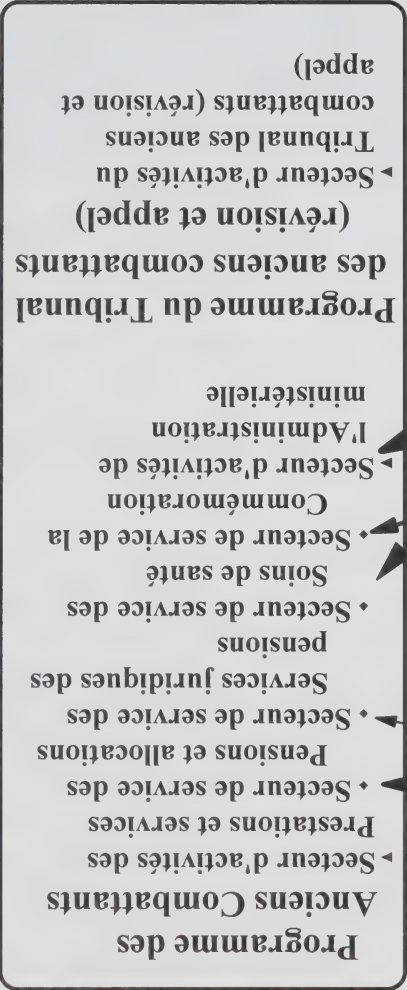 Programme des
Anciens Combattants
▸ Secteur d'activités des
Prestations et services
♦ Secteur de service des
Pensions et allocations
♦ Secteur de service des
Services juridiques des
pensions
♦ Secteur de service des
Soins de santé
♦ Secteur de service de la
Commémoration
▸ Secteur d'activités de
l'Administration
ministérielle
Programme du Tribunal
des anciens combattants
(révision et appel)
▸ Secteur d'activités du
Tribunal des anciens
combattants (révision et
appel)